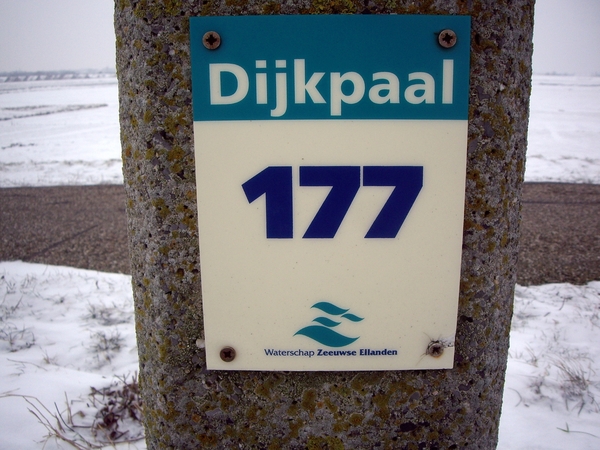 Dijkpaal
177
Waterschap Zeeuwse Eilanden